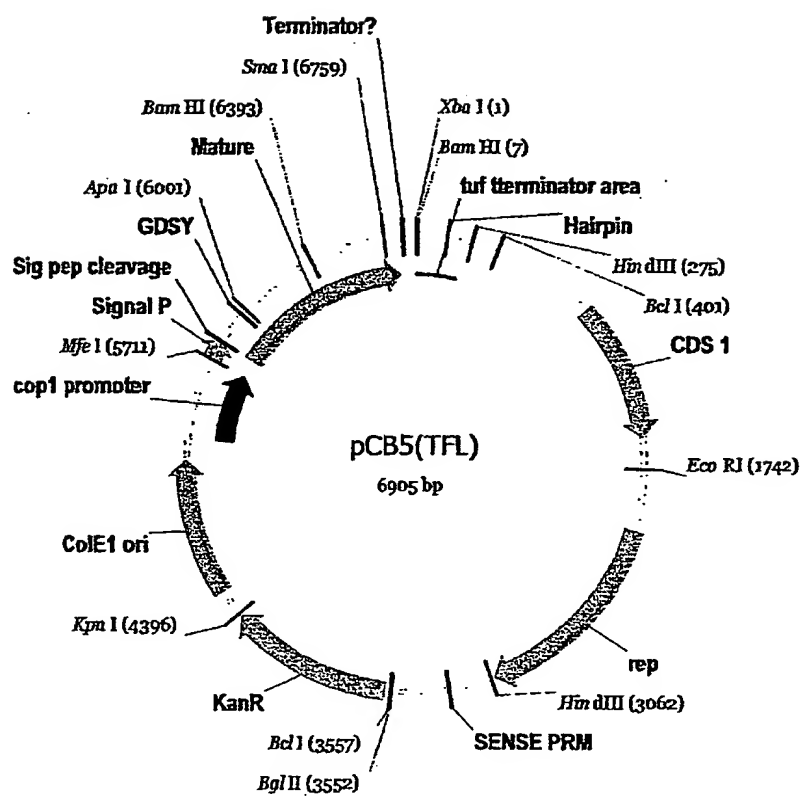 Terminator?
Sma I (6759)
Bam HI (6393)
Xba I (1)
Bam HI (7)
Mature
tuf tterminator area
Apa I (6001)
Hairpin
GDSY
Hin dIII (275)
Sig pep cleavage
Bcl I (401)
Signal P
Mfe I (5711)
CDS 1
cop1 promoter
pCB5(TFL)
6905 bp
Eco RI (1742)
ColE1 ori
Kpn I (4396)
rep
KanR
Hin dIII (3062)
Bcl I (3557)
SENSE PRM
Bgl II (3552)